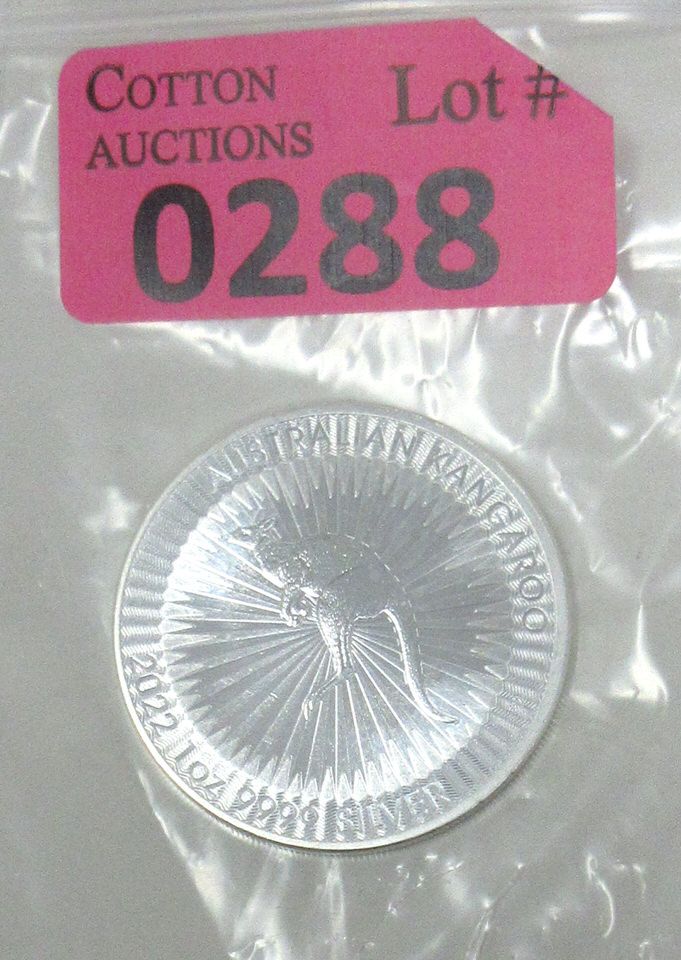 COTTON
AUCTIONS
Lot #
0288
AUSTRALIAN KANGAROO
2022 1oz 9999 SILVER